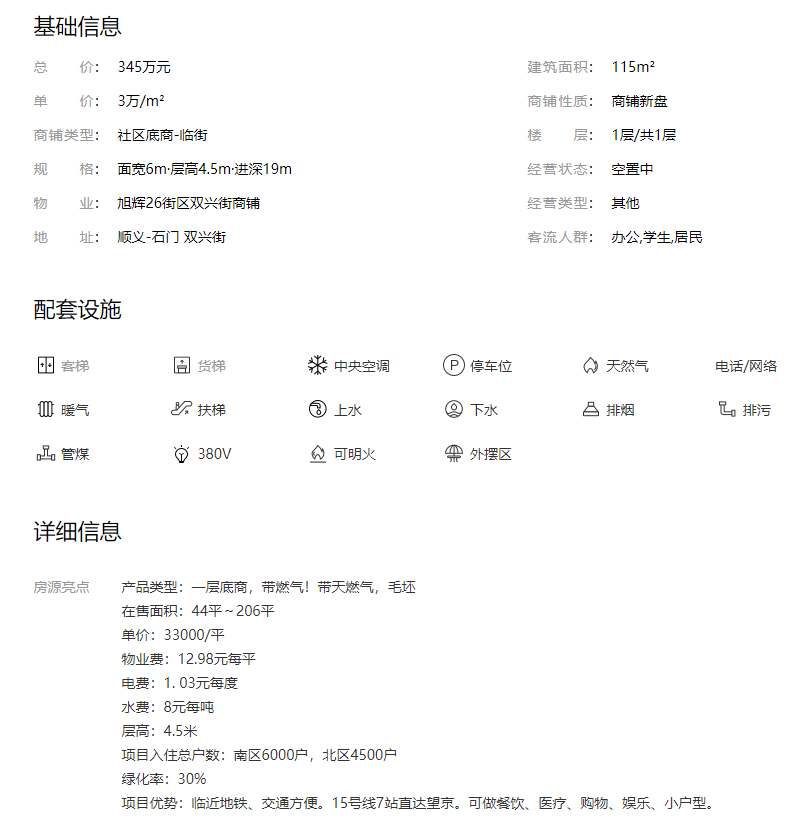 基础信息
总 价： 345万元 建筑面积： 115m²
单 价： 3万/m² 商铺性质： 商铺新盘
商铺类型： 社区底商-临街 楼 层： 1层/共1层
规 格： 面宽6m·层高4.5m·进深19m 经营状态： 空置中
物 业： 旭辉26街区双兴街商铺 经营类型： 其他
地 址： 顺义-石门 双兴街 客流人群： 办公,学生,居民
配套设施
客梯 货梯 中央空调 P 停车位 天然气 电话/网络
暖气 扶梯 上水 下水 排烟 排污
管煤 380V 可明火 外摆区
详细信息
房源亮点 产品类型：一层底商，带燃气！带天燃气，毛坯
在售面积：44平～206平
单价：33000/平
物业费：12.98元每平
电费：1. 03元每度
水费：8元每吨
层高：4.5米
项目入住总户数：南区6000户，北区4500户
绿化率：30%
项目优势：临近地铁、交通方便。15号线7站直达望京。可做餐饮、医疗、购物、娱乐、小户型。